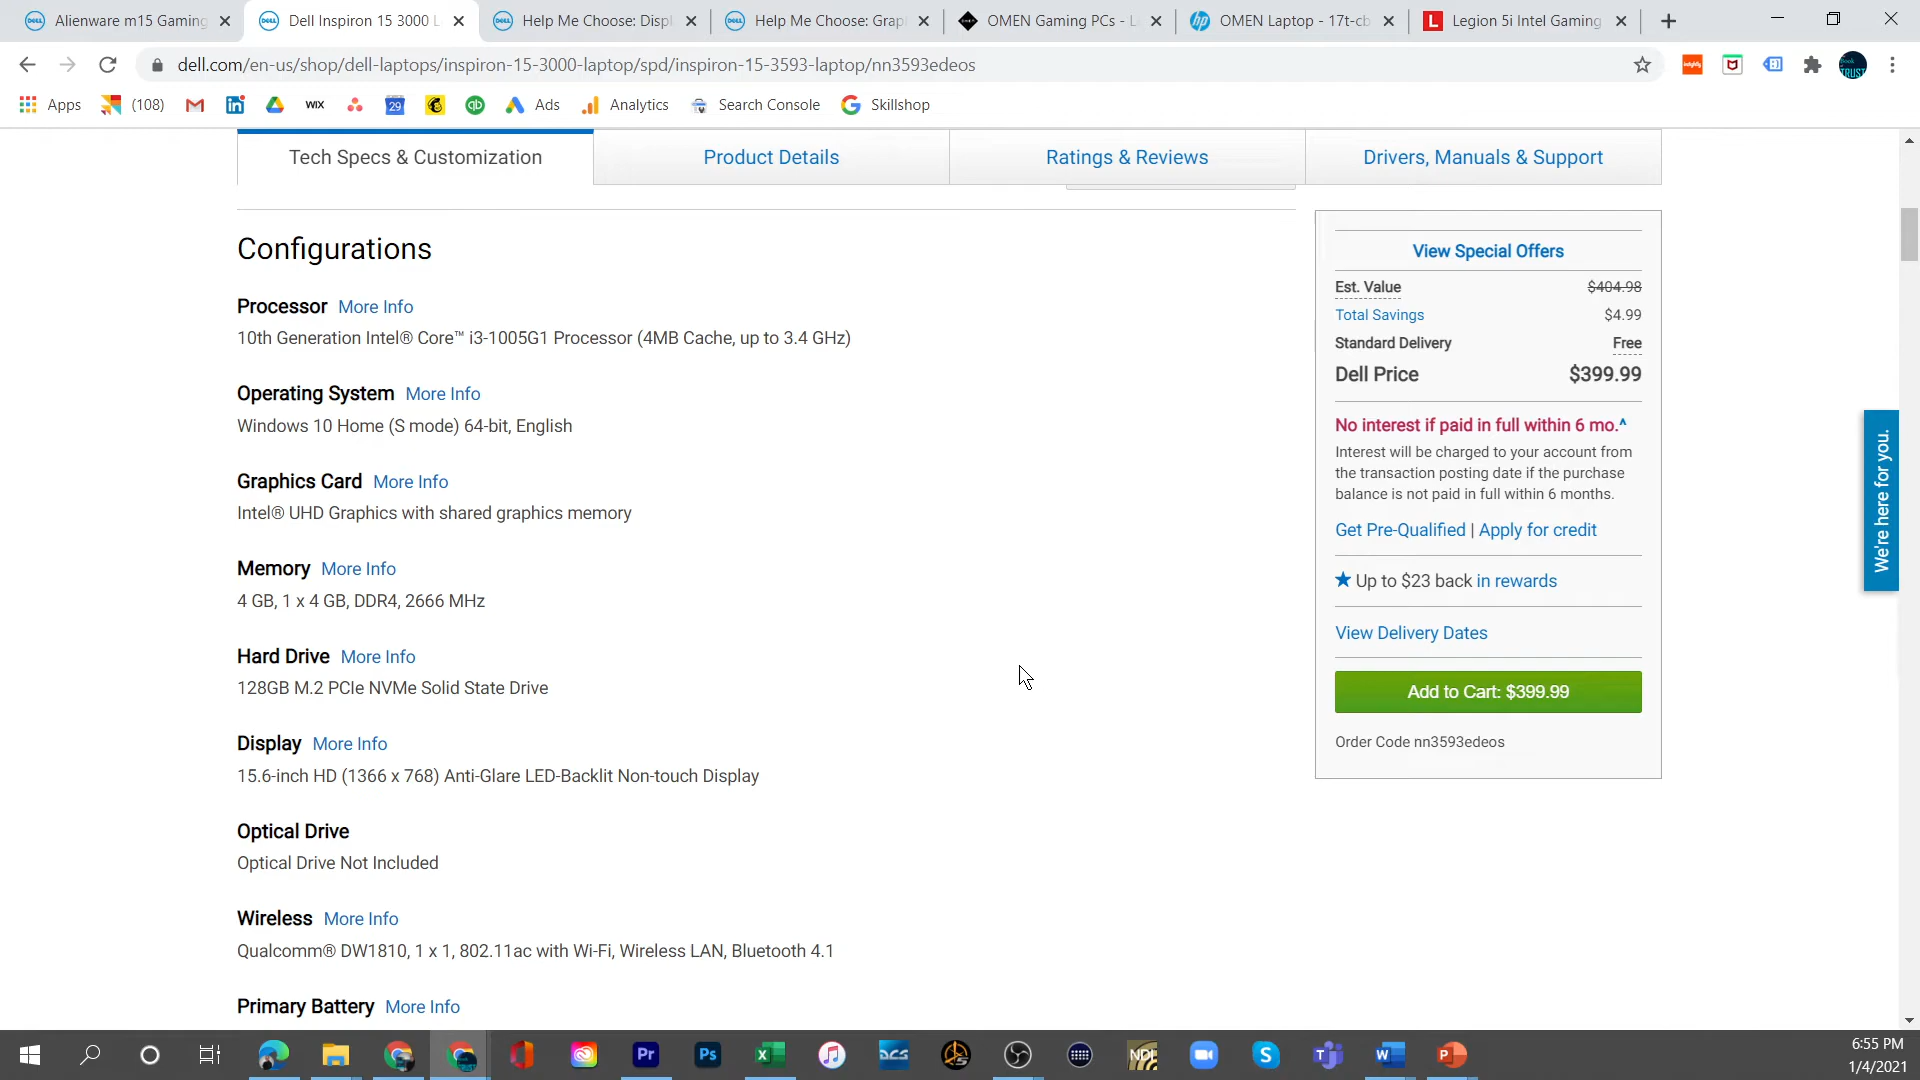 Alienware m15 Gaming
Dell Inspiron 15 3000 L
Help Me Choose: Displ
Help Me Choose: Grap
OMEN Gaming PCs - L
OMEN Laptop - 17t-cb
Legion 5i Intel Gaming
dell.com/en-us/shop/dell-laptops/inspiron-15-3000-laptop/spd/inspiron-15-3593-laptop/nn3593edeos
Apps
(108)
WIX
29
Ads
Analytics
Search Console
Skillshop
Tech Specs & Customization
Product Details
Ratings & Reviews
Drivers, Manuals & Support
Configurations
Processor More Info
10th Generation Intel® Core™ i3-1005G1 Processor (4MB Cache, up to 3.4 GHz)
Operating System More Info
Windows 10 Home (S mode) 64-bit, English
Graphics Card More Info
Intel® UHD Graphics with shared graphics memory
Memory More Info
4 GB, 1 x 4 GB, DDR4, 2666 MHz
Hard Drive More Info
128GB M.2 PCIe NVMe Solid State Drive
Display More Info
15.6-inch HD (1366 x 768) Anti-Glare LED-Backlit Non-touch Display
Optical Drive
Optical Drive Not Included
Wireless More Info
Qualcomm® DW1810, 1 x 1, 802.11ac with Wi-Fi, Wireless LAN, Bluetooth 4.1
Primary Battery More Info
View Special Offers
Est. Value $404.98
Total Savings $4.99
Standard Delivery Free
Dell Price $399.99
No interest if paid in full within 6 mo.^
Interest will be charged to your account from
the transaction posting date if the purchase
balance is not paid in full within 6 months.
Get Pre-Qualified | Apply for credit
★ Up to $23 back in rewards
View Delivery Dates
Add to Cart: $399.99
Order Code nn3593edeos
We're here for you.
6:55 PM
1/4/2021